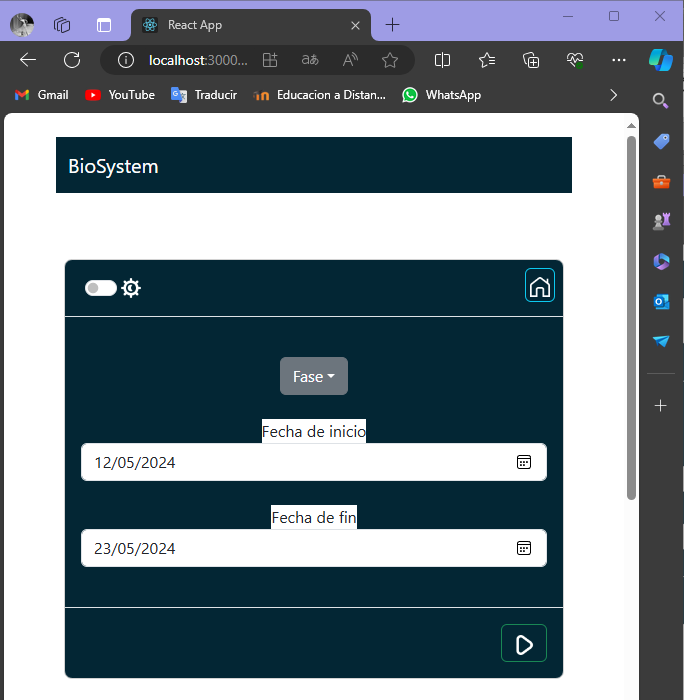 React App
localhost:3000...
Gmail
YouTube
Traducir
Educacion a Distan...
WhatsApp
BioSystem
Fase
Fecha de inicio
12/05/2024
Fecha de fin
23/05/2024